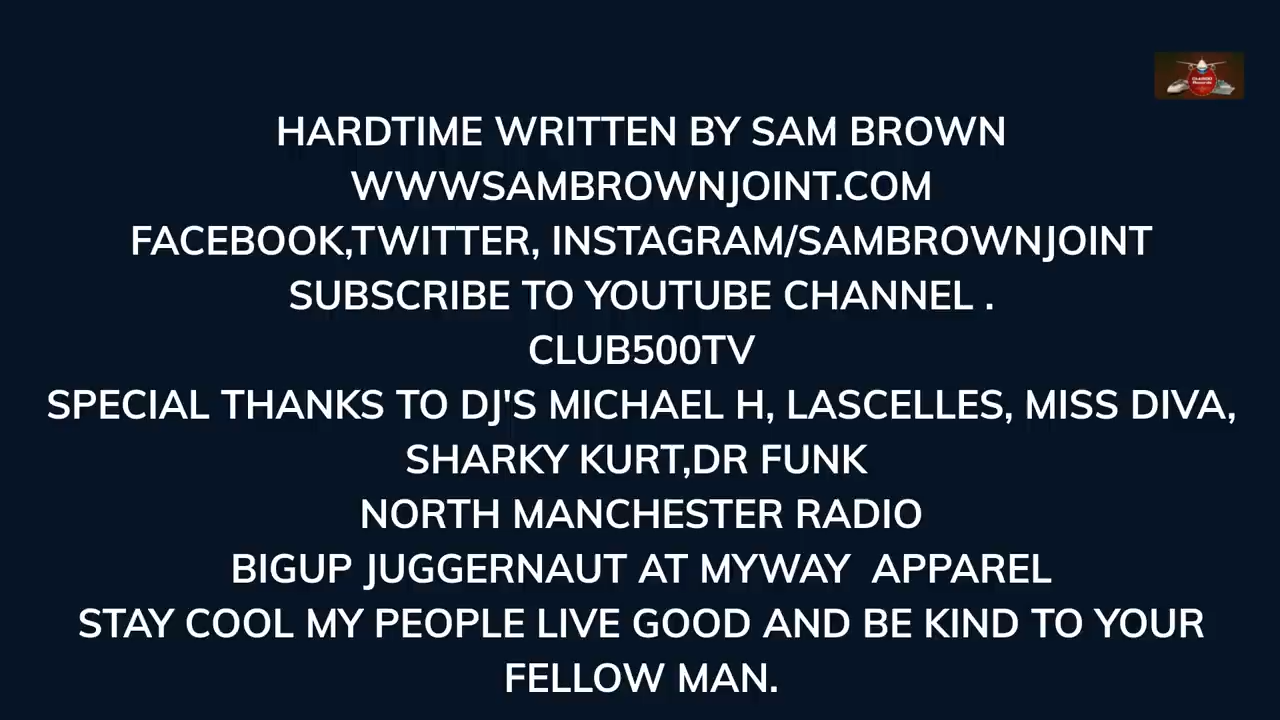 HARDTIME WRITTEN BY SAM BROWN
WWWSAMBROWNJOINT.COM
FACEBOOK,TWITTER, INSTAGRAM/SAMBROWNJOINT
SUBSCRIBE TO YOUTUBE CHANNEL .
CLUB500TV
SPECIAL THANKS TO DJ'S MICHAEL H, LASCELLES, MISS DIVA,
SHARKY KURT,DR FUNK
NORTH MANCHESTER RADIO
BIGUP JUGGERNAUT AT MYWAY  APPAREL
STAY COOL MY PEOPLE LIVE GOOD AND BE KIND TO YOUR
FELLOW MAN.